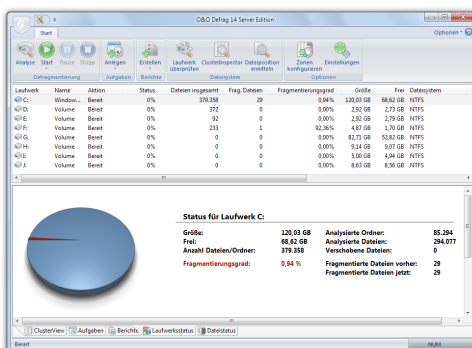 O&O Defrag 14 Server Edition
Start
Optionen
Analyse Start Pause Stopp Anlegen Erstellen Laufwerk überprüfen ClusterInspector Dateiposition ermitteln Zonen konfigurieren Einstellungen
Defragmentierung Aufgaben Berichte Dateisystem Optionen
Laufwerk Name Aktion Status Dateien insgesamt Frag. Dateien Fragmentierungsgrad Größe Frei Dateisystem
C: Window... Bereit 0% 379.358 29 0,94% 120,03 GB 68,62 GB NTFS
D: Volume Bereit 0% 372 0 0,00% 2,92 GB 2,73 GB NTFS
E: Volume Bereit 0% 92 0 0,00% 2,92 GB 2,79 GB NTFS
F: Volume Bereit 0% 233 1 92,36% 4,87 GB 1,70 GB NTFS
G: Volume Bereit 0% 0 0 0,00% 82,71 GB 52,82 GB NTFS
H: Volume Bereit 0% 0 0 0,00% 9,14 GB 9,07 GB NTFS
I: Volume Bereit 0% 0 0 0,00% 5,00 GB 4,94 GB NTFS
J: Volume Bereit 0% 0 0 0,00% 8,63 GB 8,56 GB NTFS
Status für Laufwerk C:
Größe: 120,03 GB Analysierte Ordner: 85.294
Frei: 68,62 GB Analysierte Dateien: 294.077
Anzahl Dateien/Ordner: 379.358 Verschobene Dateien: 0
Fragmentierungsgrad: 0,94 % Fragmentierte Dateien vorher: 29
Fragmentierte Dateien jetzt: 29
ClusterView Aufgaben Berichte Laufwerksstatus Dateistatus
Bereit NUM